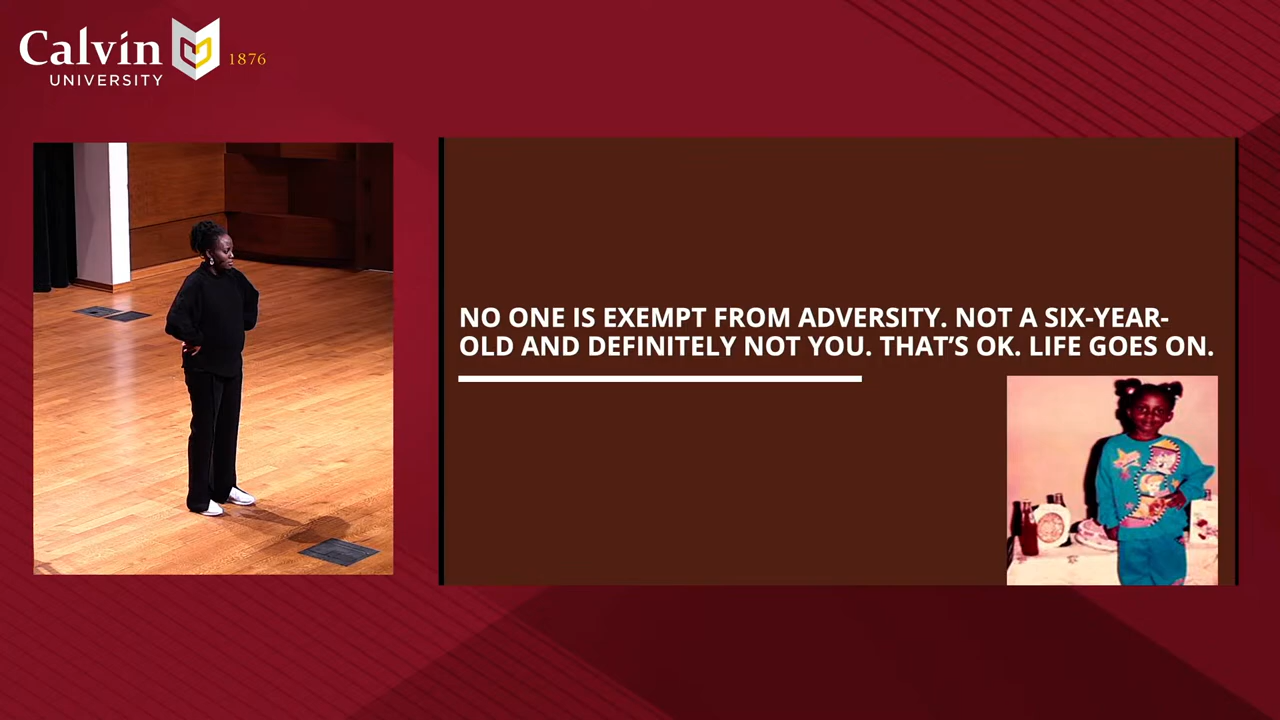 Calvin
UNIVERSITY
1876
NO ONE IS EXEMPT FROM ADVERSITY. NOT A SIX-YEAR-
OLD AND DEFINITELY NOT YOU. THAT’S OK. LIFE GOES ON.